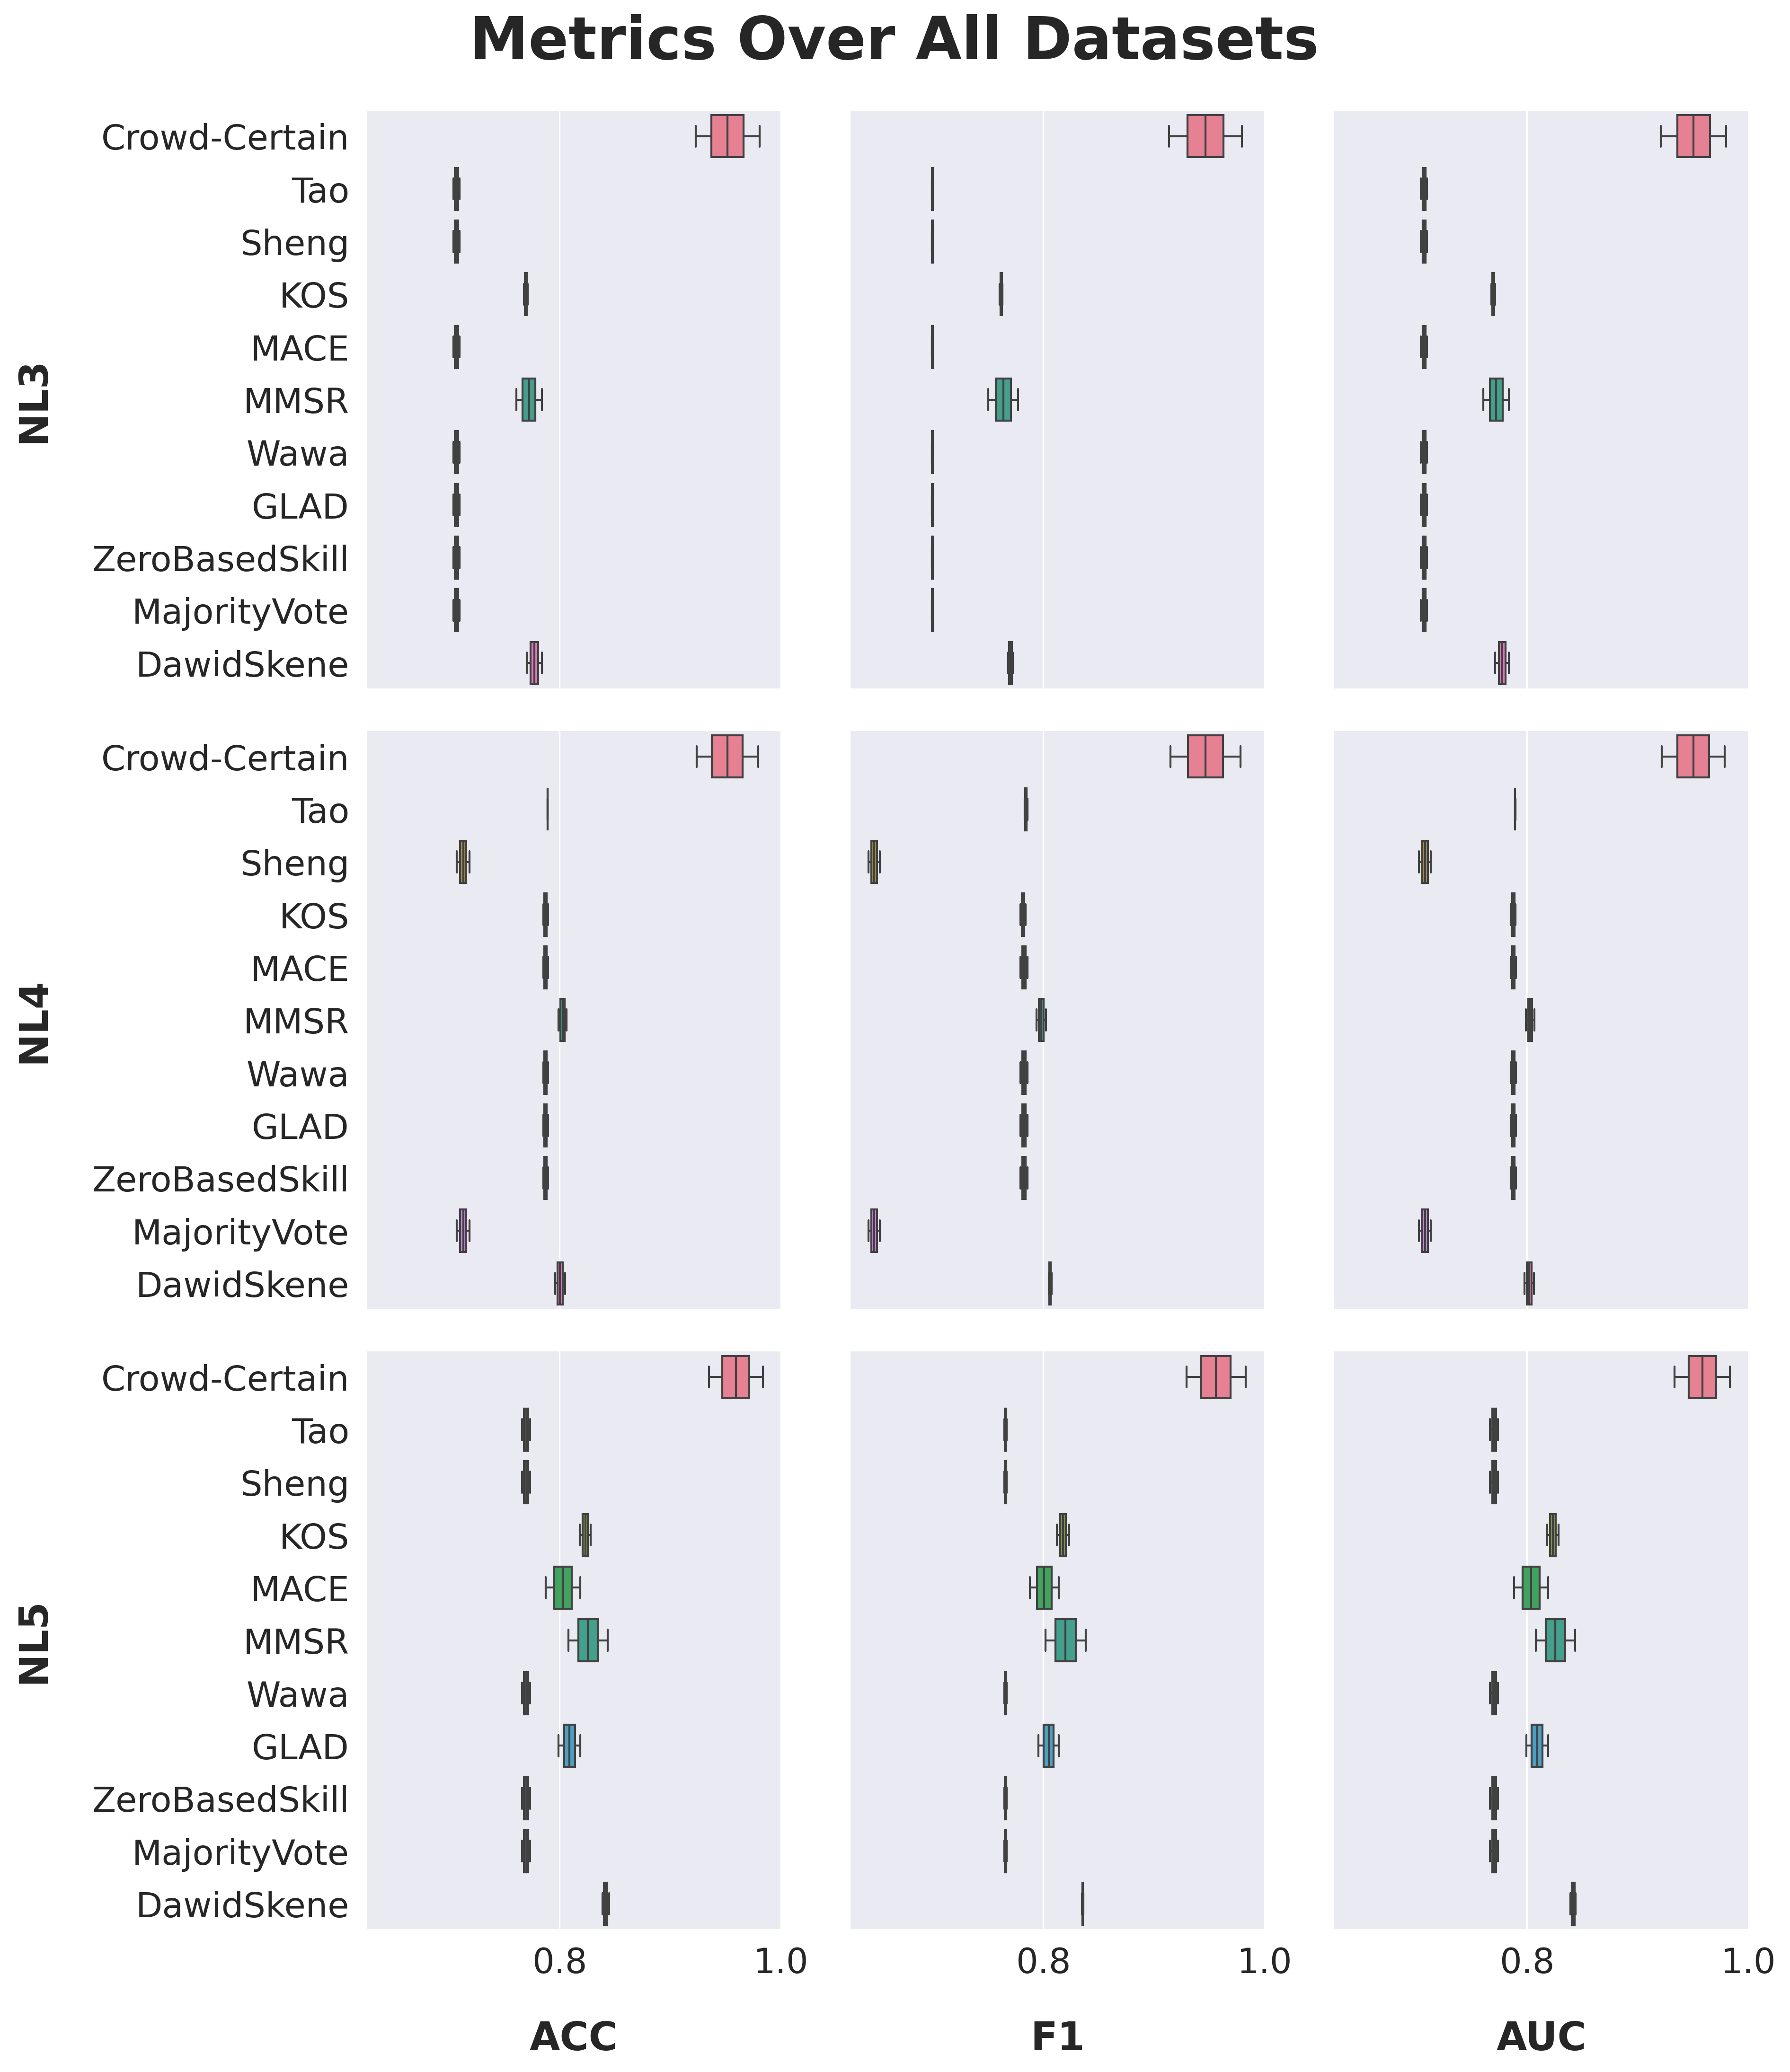 Metrics Over All Datasets
NL3
Crowd-Certain
Tao
Sheng
KOS
MACE
MMSR
Wawa
GLAD
ZeroBasedSkill
MajorityVote
DawidSkene
NL4
Crowd-Certain
Tao
Sheng
KOS
MACE
MMSR
Wawa
GLAD
ZeroBasedSkill
MajorityVote
DawidSkene
NL5
Crowd-Certain
Tao
Sheng
KOS
MACE
MMSR
Wawa
GLAD
ZeroBasedSkill
MajorityVote
DawidSkene
0.8 1.0 0.8 1.0 0.8 1.0
ACC F1 AUC